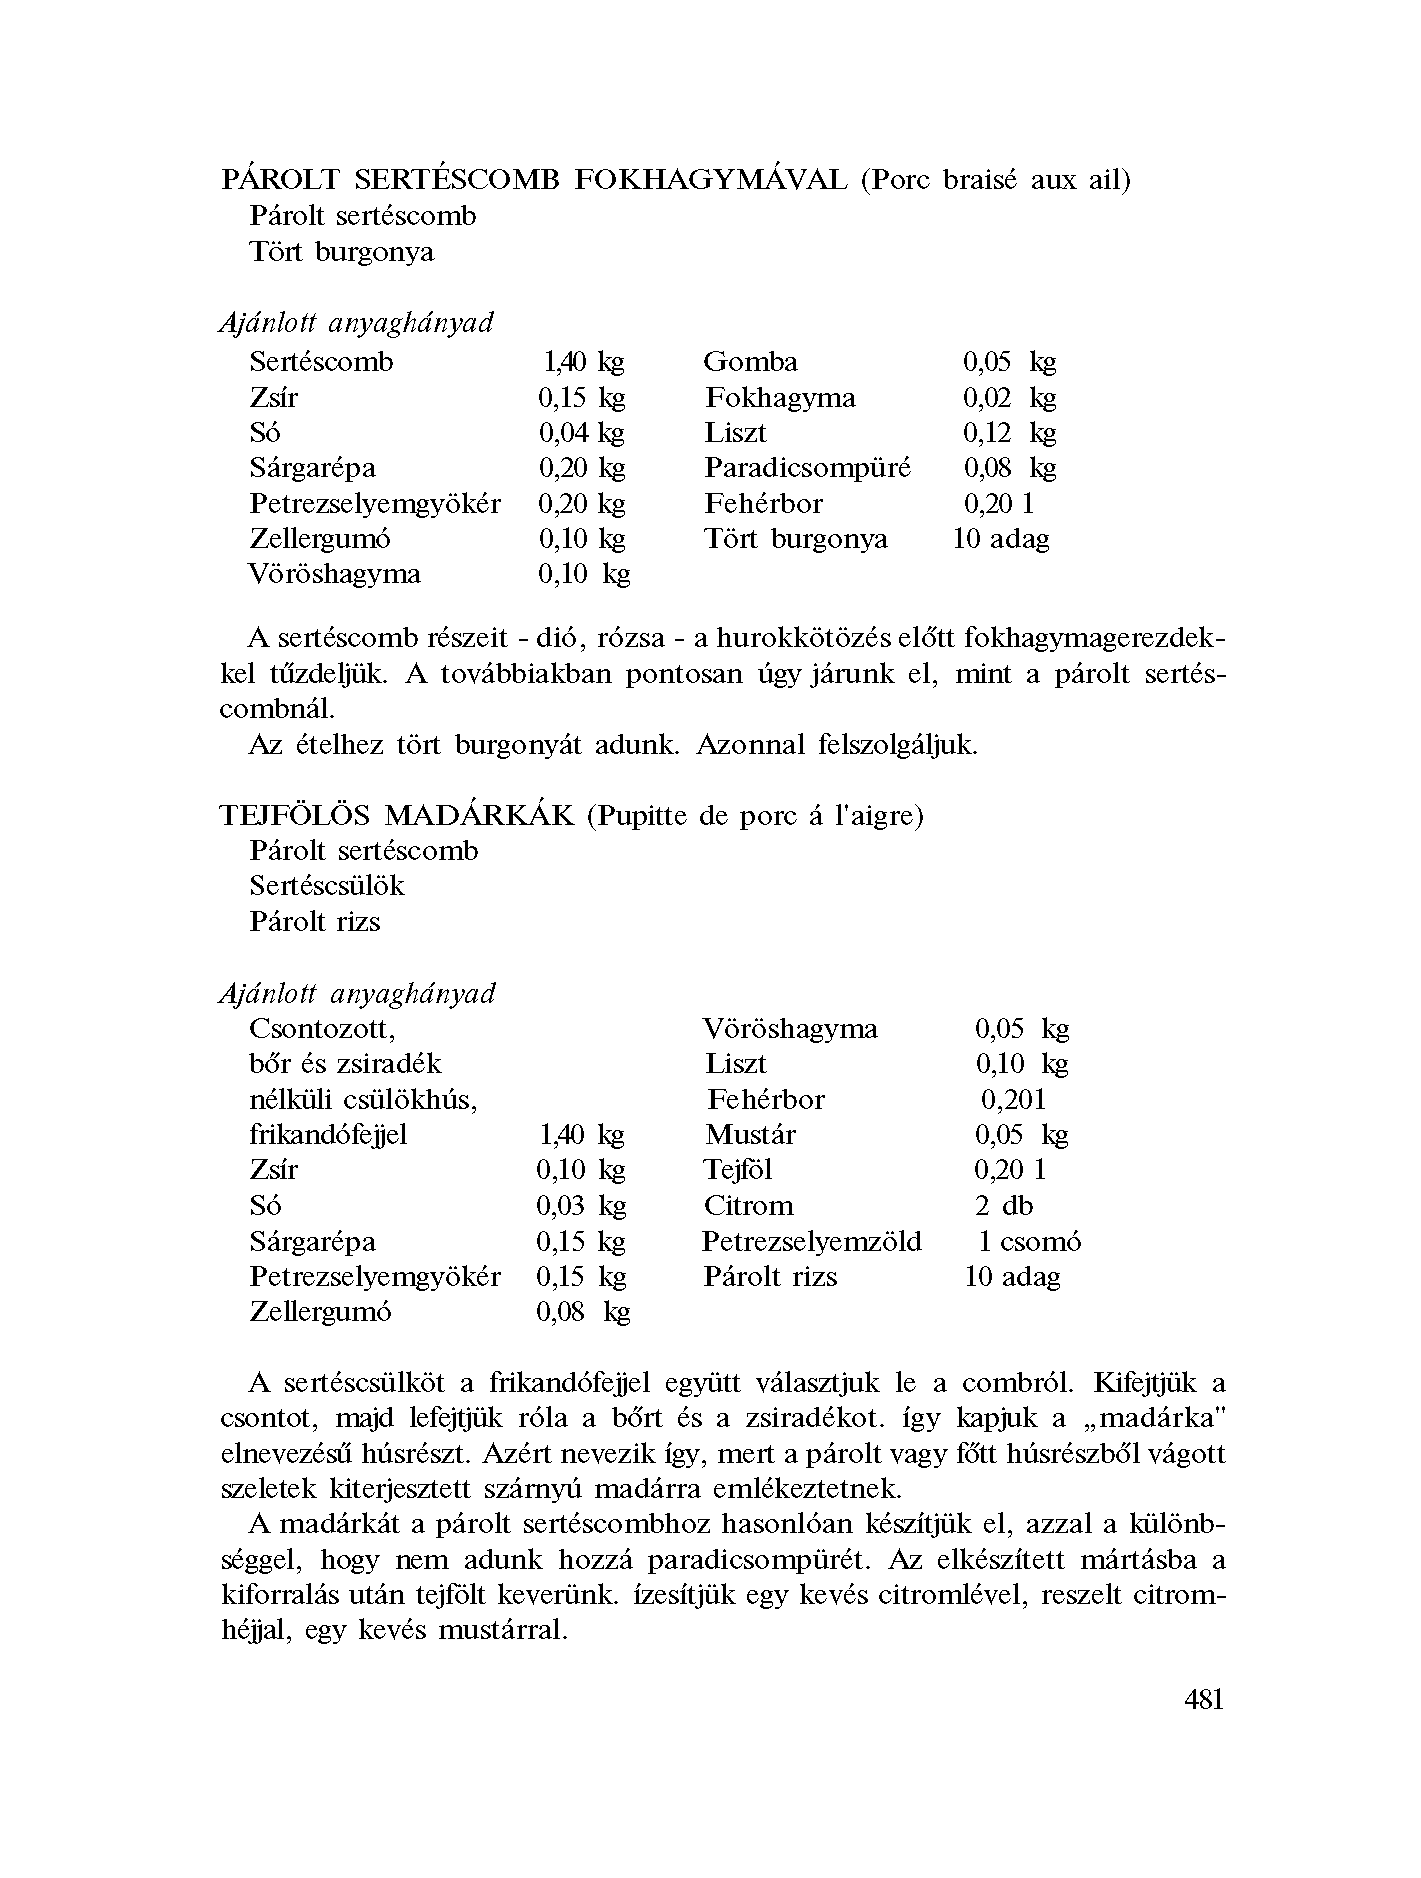 PÁROLT SERTÉSCOMB FOKHAGYMÁVAL (Porc braisé aux ail)
Párolt sertéscomb
Tört burgonya
Ajánlott anyaghányad
Sertéscomb 1,40 kg Gomba 0,05 kg
Zsír 0,15 kg Fokhagyma 0,02 kg
Só 0,04 kg Liszt 0,12 kg
Sárgarépa 0,20 kg Paradicsompüré 0,08 kg
Petrezselyemgyökér 0,20 kg Fehérbor 0,20 l
Zellergumó 0,10 kg Tört burgonya 10 adag
Vöröshagyma 0,10 kg
A sertéscomb részeit - dió, rózsa - a hurokkötözés előtt fokhagymagerezdek-
kel tűzdeljük. A továbbiakban pontosan úgy járunk el, mint a párolt sertés-
combnál.
Az ételhez tört burgonyát adunk. Azonnal felszolgáljuk.
TEJFÖLÖS MADÁRKÁK (Pupitte de porc á l'aigre)
Párolt sertéscomb
Sertéscsülök
Párolt rizs
Ajánlott anyaghányad
Csontozott, Vöröshagyma 0,05 kg
bőr és zsiradék Liszt 0,10 kg
nélküli csülökhús, Fehérbor 0,201
frikandófejjel 1,40 kg Mustár 0,05 kg
Zsír 0,10 kg Tejföl 0,20 l
Só 0,03 kg Citrom 2 db
Sárgarépa 0,15 kg Petrezselyemzöld 1 csomó
Petrezselyemgyökér 0,15 kg Párolt rizs 10 adag
Zellergumó 0,08 kg
A sertéscsülköt a frikandófejjel együtt választjuk le a combról. Kifejtjük a
csontot, majd lefejtjük róla a bőrt és a zsiradékot. így kapjuk a „madárka"
elnevezésű húsrészt. Azért nevezik így, mert a párolt vagy főtt húsrészből vágott
szeletek kiterjesztett szárnyú madárra emlékeztetnek.
A madárkát a párolt sertéscombhoz hasonlóan készítjük el, azzal a különb-
séggel, hogy nem adunk hozzá paradicsompürét. Az elkészített mártásba a
kiforralás után tejfölt keverünk. ízesítjük egy kevés citromlével, reszelt citrom-
héjjal, egy kevés mustárral.
481